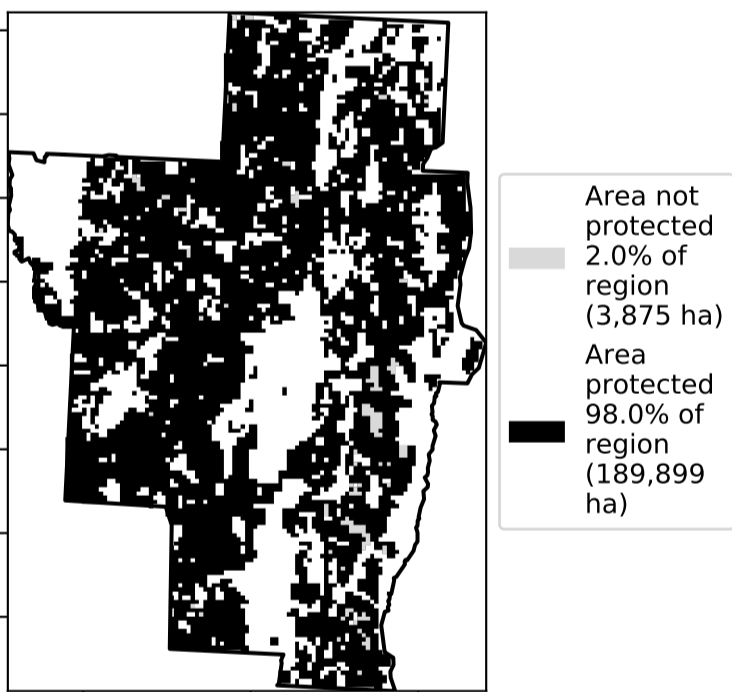 Area not
protected
2.0% of
region
(3,875 ha)
Area
protected
98.0% of
region
(189,899
ha)